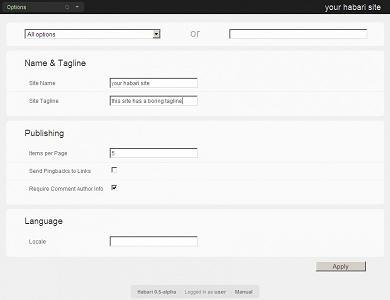 Options
your habari site
All options
or
Name & Tagline
Site Name
your habari site
Site Tagline
this site has a boring tagline
Publishing
Items per Page
5
Send Pingbacks to Links
Require Comment Author Info
Language
Locale
Apply
Habari 0.5-alpha Logged in as user Manual